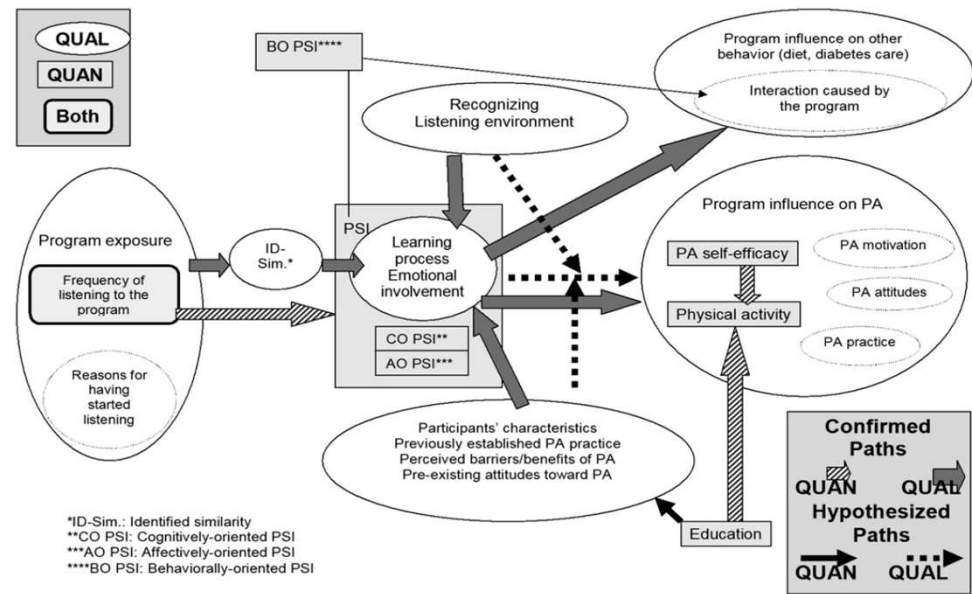 QUAL
QUAN
Both
BO PSI****
Recognizing
Listening environment
Program influence on other
behavior (diet, diabetes care)
Interaction caused by
the program
Program exposure
Frequency of
listening to the
program
Reasons for
having
started
listening
ID-
Sim.*
PSI
Learning
process
Emotional
involvement
CO PSI**
AO PSI***
Program influence on PA
PA self-efficacy
Physical activity
PA motivation
PA attitudes
PA practice
Participants' characteristics
Previously established PA practice
Perceived barriers/benefits of PA
Pre-existing attitudes toward PA
Education
*ID-Sim.: Identified similarity
**CO PSI: Cognitively-oriented PSI
***AO PSI: Affectively-oriented PSI
****BO PSI: Behaviorally-oriented PSI
Confirmed
Paths
QUAN QUAL
Hypothesized
Paths
QUAN QUAL